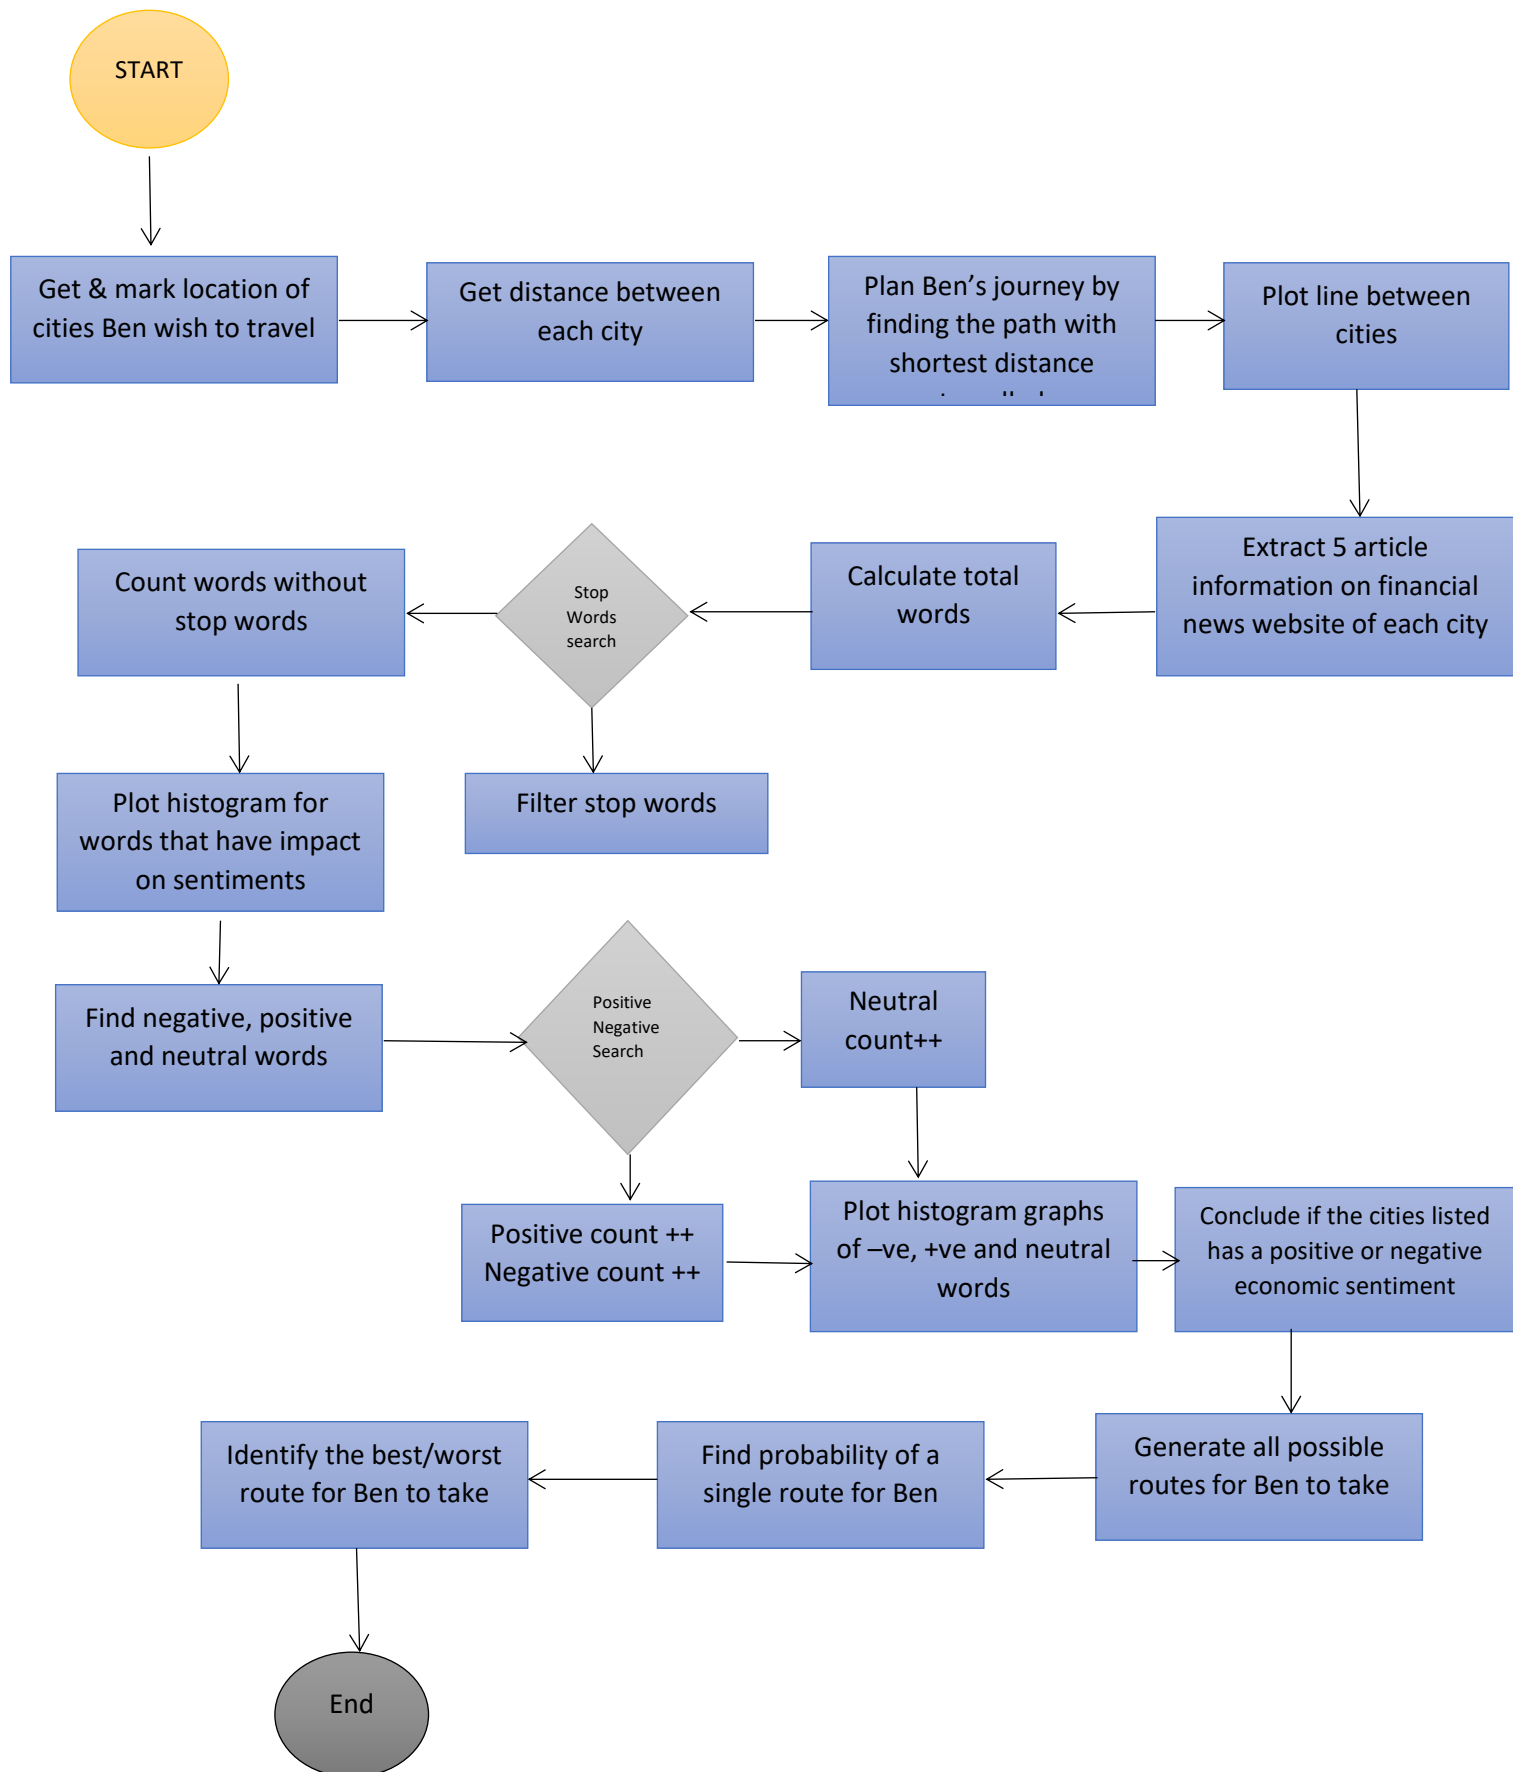 START
Get & mark location of
cities Ben wish to travel
Get distance between
each city
Plan Ben’s journey by
finding the path with
shortest distance
Plot line between
cities
Extract 5 article
information on financial
news website of each city
Calculate total
words
Stop
Words
search
Count words without
stop words
Filter stop words
Plot histogram for
words that have impact
on sentiments
Find negative, positive
and neutral words
Positive
Negative
Search
Neutral
count++
Positive count ++
Negative count ++
Plot histogram graphs
of –ve, +ve and neutral
words
Conclude if the cities listed
has a positive or negative
economic sentiment
Generate all possible
routes for Ben to take
Find probability of a
single route for Ben
Identify the best/worst
route for Ben to take
End